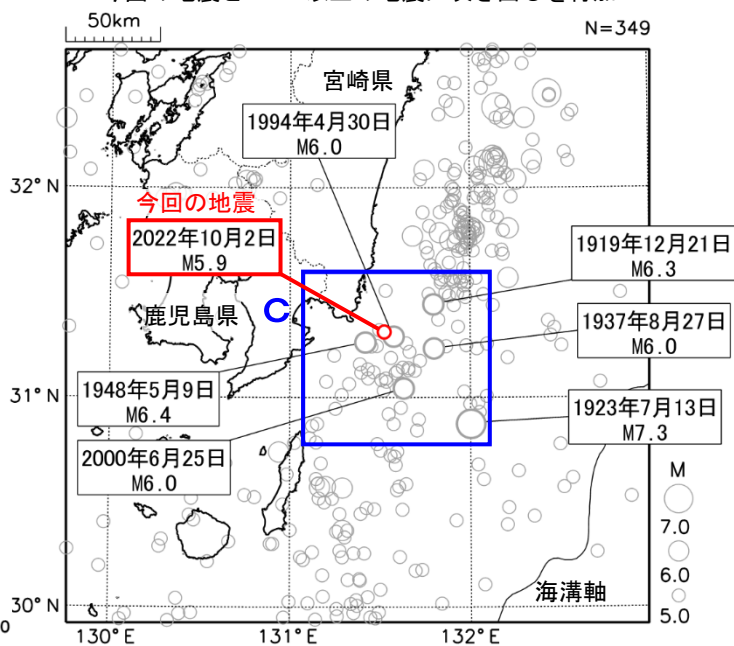 50km
N=349
宮崎県
1994年4月30日
M6.0
32°N
今回の地震
2022年10月2日
M5.9
1919年12月21日
M6.3
C
鹿児島県
1937年8月27日
M6.0
31°N
1948年5月9日
M6.4
1923年7月13日
M7.3
2000年6月25日
M6.0
M
7.0
6.0
5.0
海溝軸
30°N
130°E
131°E
132°E